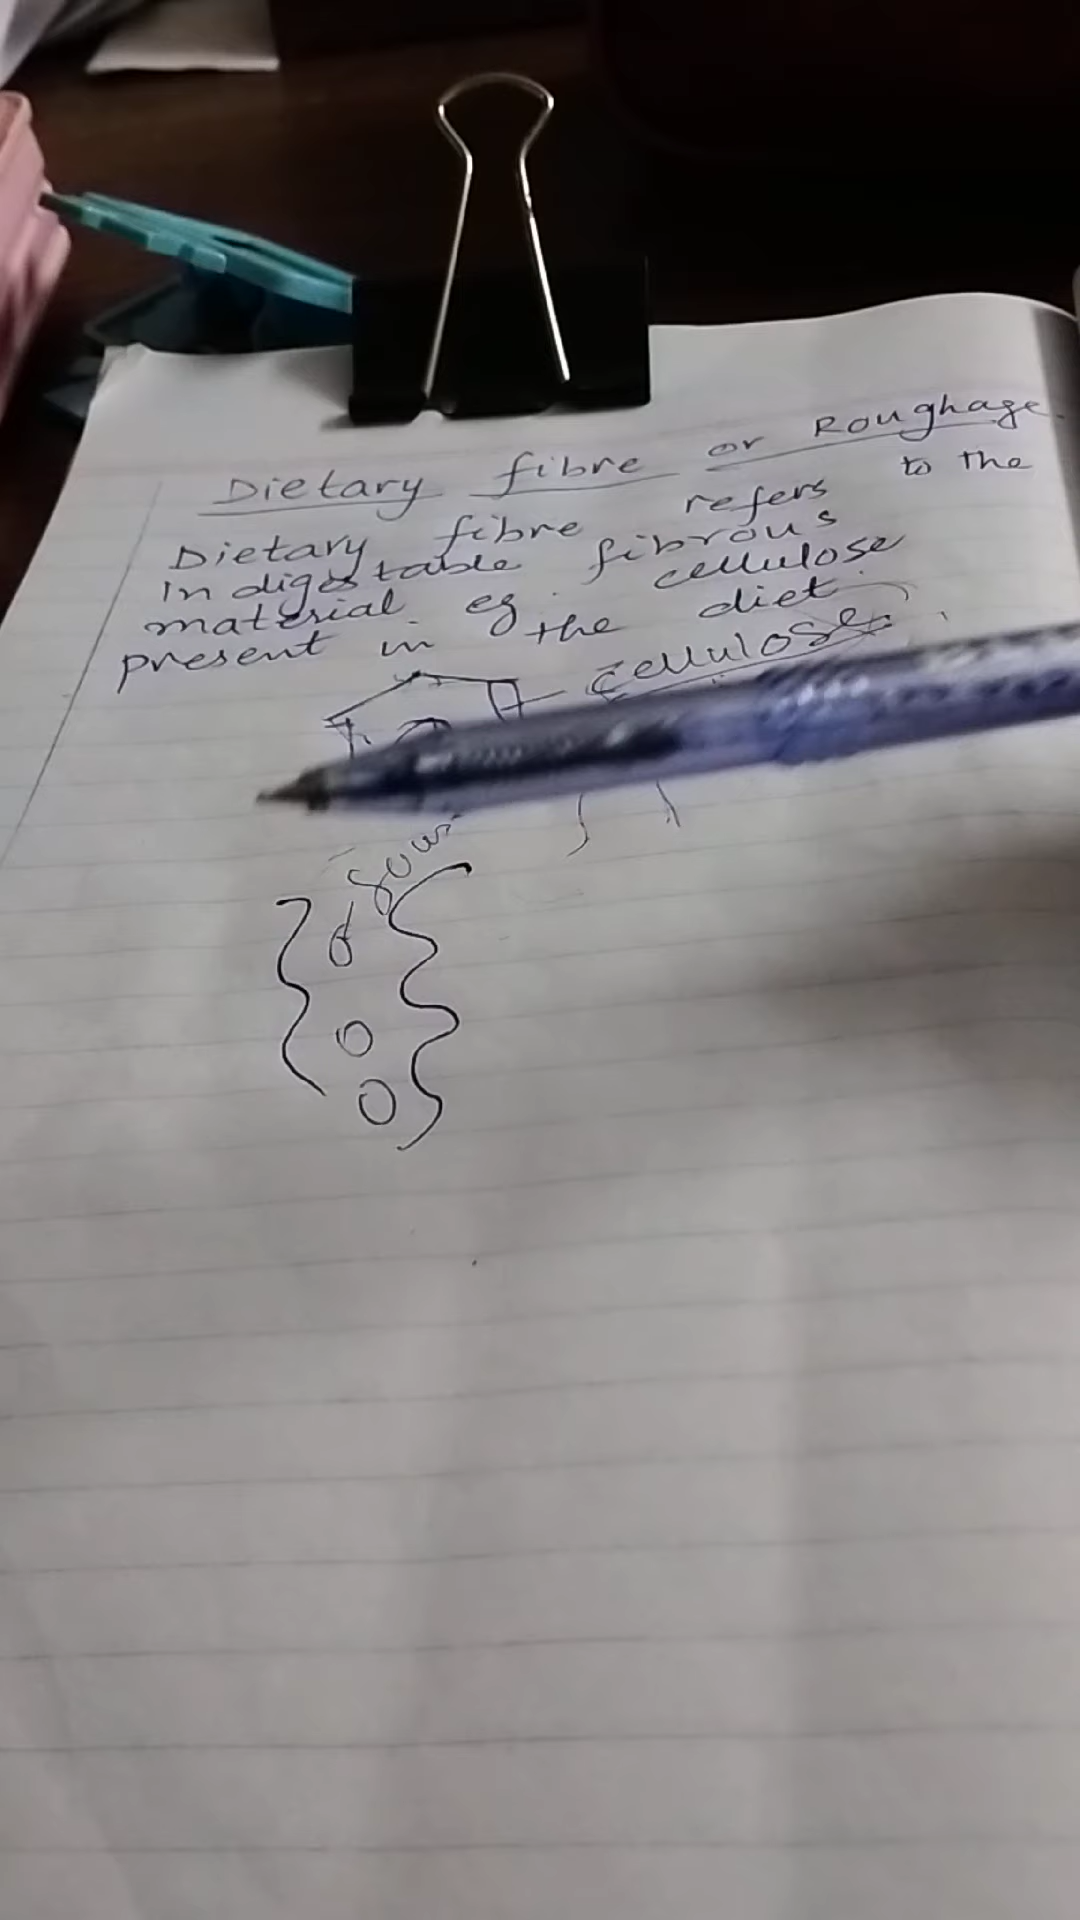 Dietary fibre or Roughage
Dietary fibre refers to the
Indigestable fibrous
material eg. cellulose
present in the diet.
cellulose.